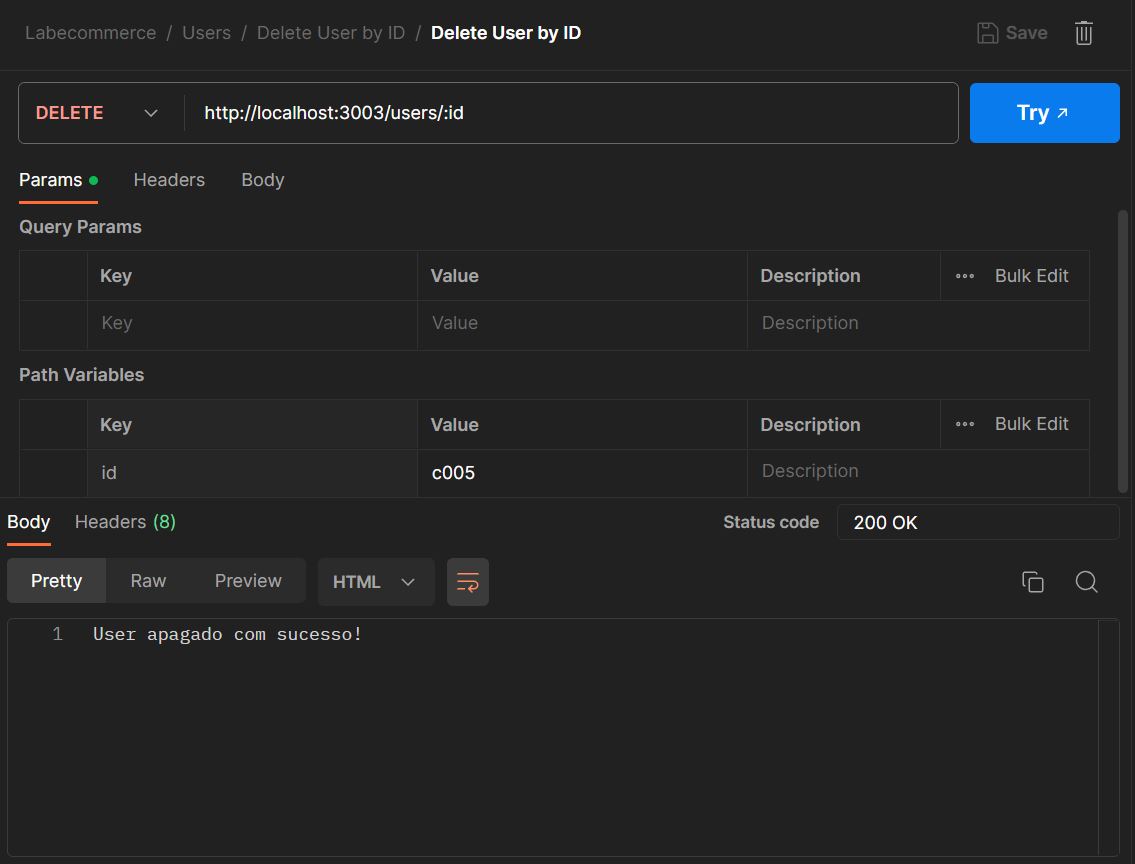 Labecommerce / Users / Delete User by ID / Delete User by ID Save
DELETE http://localhost:3003/users/:id Try ↗
Params Headers Body
Query Params
Key Value Description ••• Bulk Edit
Key Value Description
Path Variables
Key Value Description ••• Bulk Edit
id c005 Description
Body Headers (8) Status code 200 OK
Pretty Raw Preview HTML
1 User apagado com sucesso!